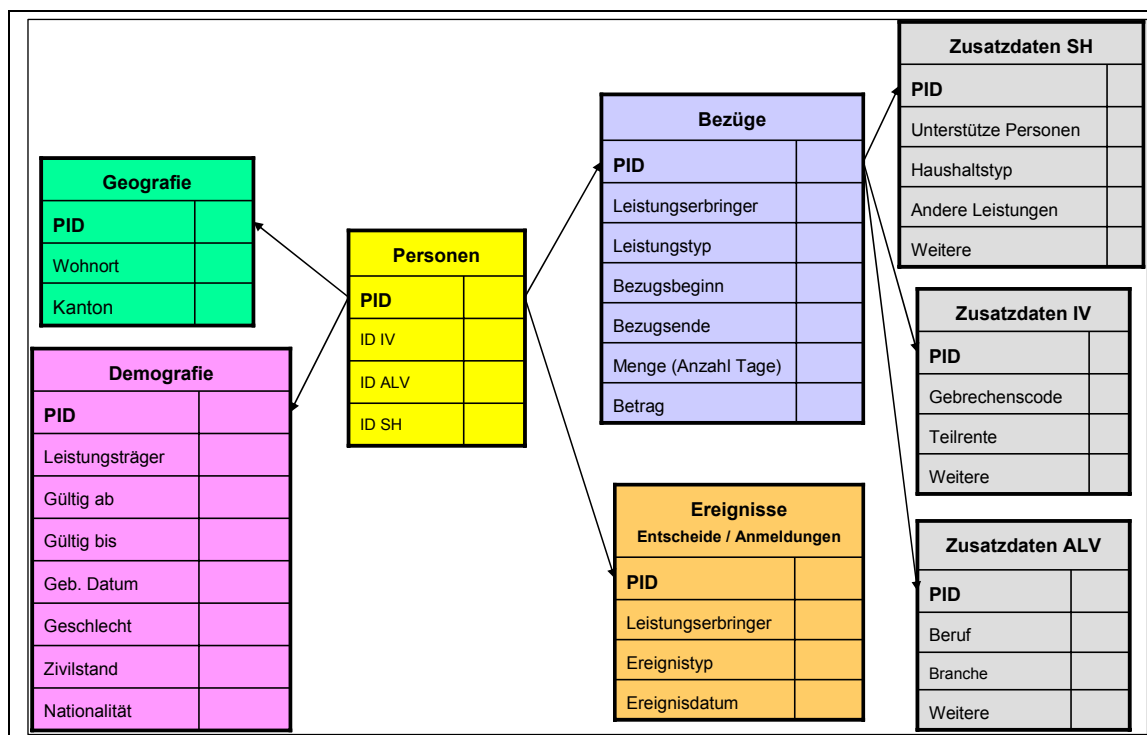 Geografie
PID
Wohnort
Kanton
Demografie
PID
Leistungsträger
Gültig ab
Gültig bis
Geb. Datum
Geschlecht
Zivilstand
Nationalität
Personen
PID
ID IV
ID ALV
ID SH
Bezüge
PID
Leistungserbringer
Leistungstyp
Bezugsbeginn
Bezugsende
Menge (Anzahl Tage)
Betrag
Ereignisse
Entscheide / Anmeldungen
PID
Leistungserbringer
Ereignistyp
Ereignisdatum
Zusatzdaten SH
PID
Unterstütze Personen
Haushaltstyp
Andere Leistungen
Weitere
Zusatzdaten IV
PID
Gebrechenscode
Teilrente
Weitere
Zusatzdaten ALV
PID
Beruf
Branche
Weitere